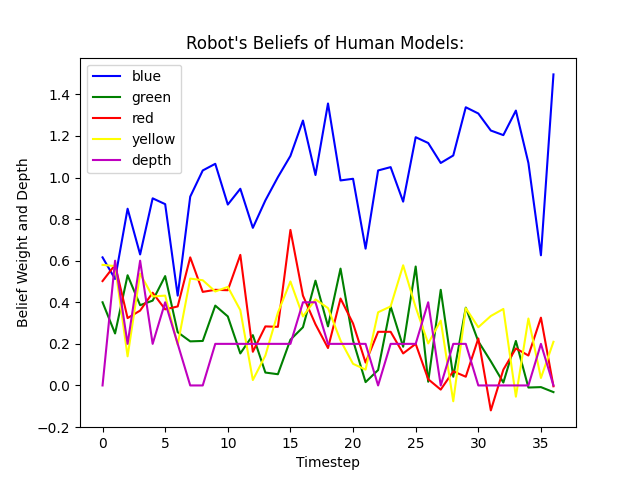 Robot's Beliefs of Human Models:
blue
green
red
yellow
depth
Belief Weight and Depth
1.4
1.2
1.0
0.8
0.6
0.4
0.2
0.0
−0.2
0 5 10 15 20 25 30 35
Timestep